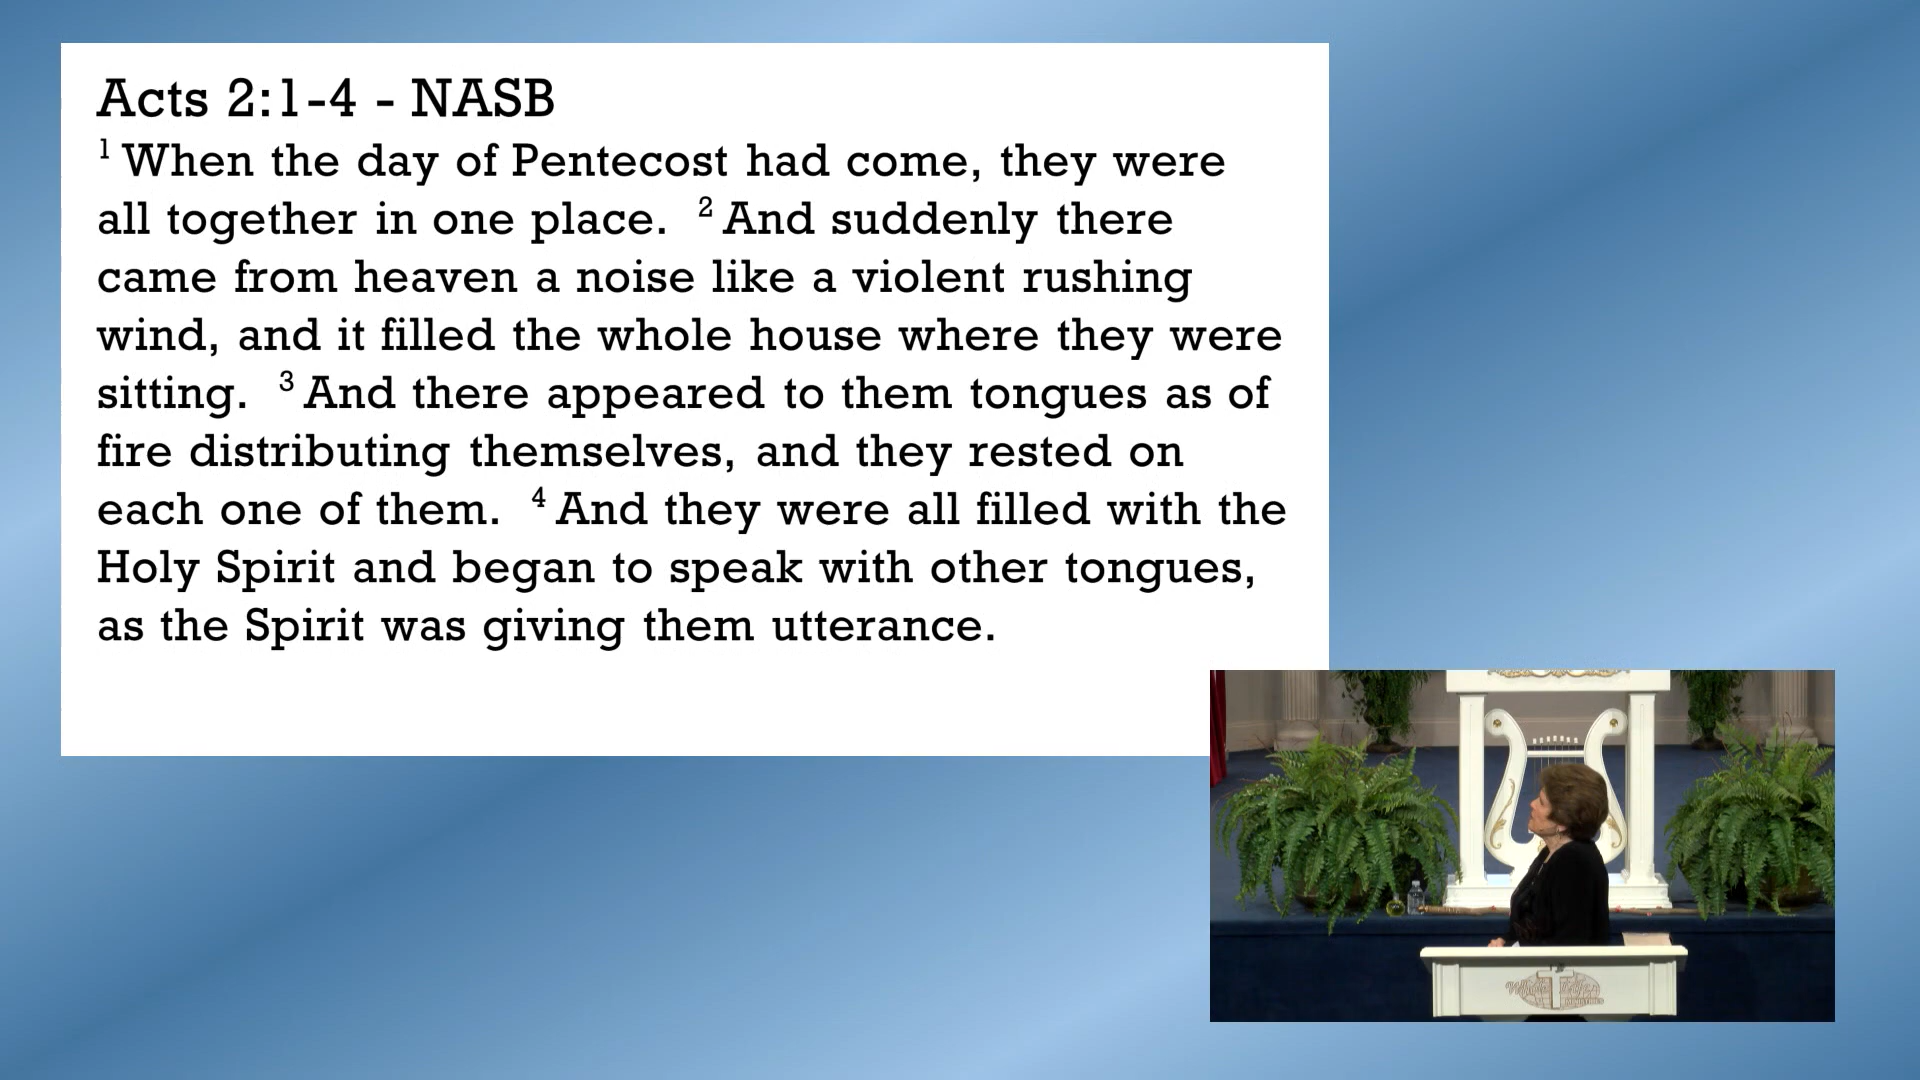 Acts 2:1-4 - NASB
1 When the day of Pentecost had come, they were
all together in one place. 2 And suddenly there
came from heaven a noise like a violent rushing
wind, and it filled the whole house where they were
sitting. 3 And there appeared to them tongues as of
fire distributing themselves, and they rested on
each one of them. 4 And they were all filled with the
Holy Spirit and began to speak with other tongues,
as the Spirit was giving them utterance.